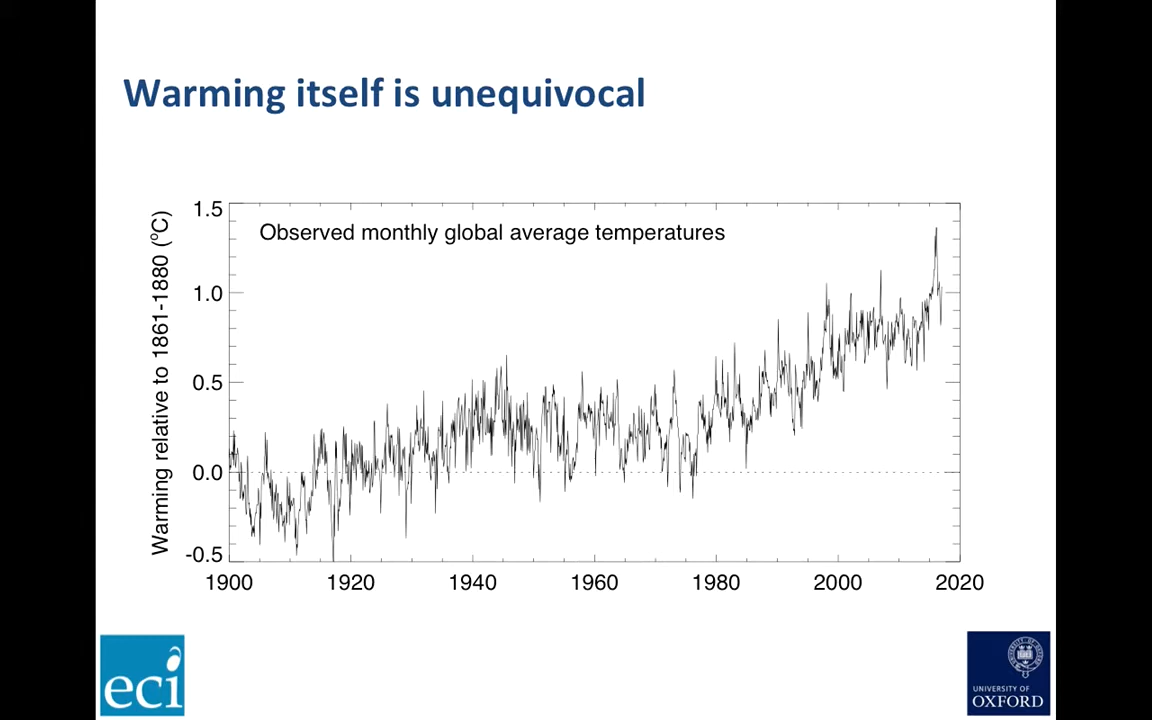 Warming itself is unequivocal
Observed monthly global average temperatures
Warming relative to 1861-1880 (°C)
1.5
1.0
0.5
0.0
-0.5
1900 1920 1940 1960 1980 2000 2020
eci
UNIVERSITY OF
OXFORD